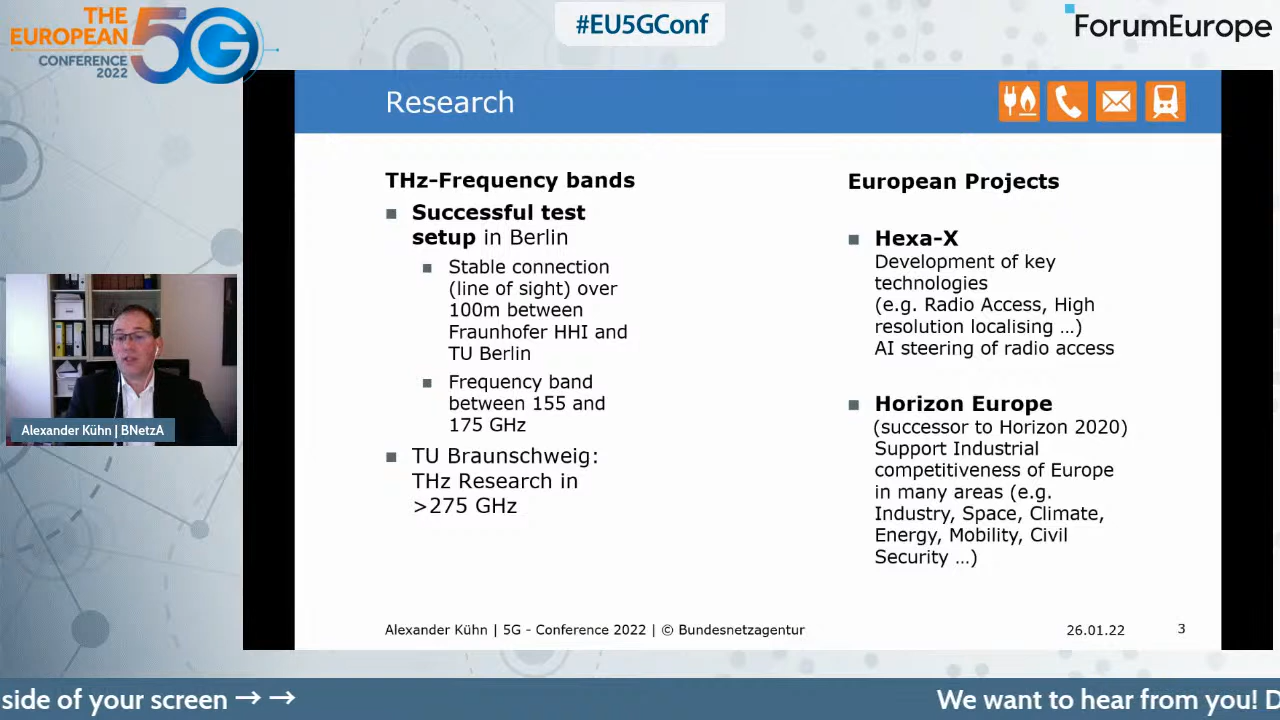 THE
EUROPEAN
CONFERENCE
2022
5G
#EU5GConf
ForumEurope
Research
THz-Frequency bands
■ Successful test
setup in Berlin
■ Stable connection
(line of sight) over
100m between
Fraunhofer HHI and
TU Berlin
■ Frequency band
between 155 and
175 GHz
■ TU Braunschweig:
THz Research in
>275 GHz
European Projects
■ Hexa-X
Development of key
technologies
(e.g. Radio Access, High
resolution localising …)
AI steering of radio access
■ Horizon Europe
(successor to Horizon 2020)
Support Industrial
competitiveness of Europe
in many areas (e.g.
Industry, Space, Climate,
Energy, Mobility, Civil
Security …)
Alexander Kühn | BNetzA
Alexander Kühn | 5G - Conference 2022 | © Bundesnetzagentur
26.01.22
3
side of your screen → →
We want to hear from you! D